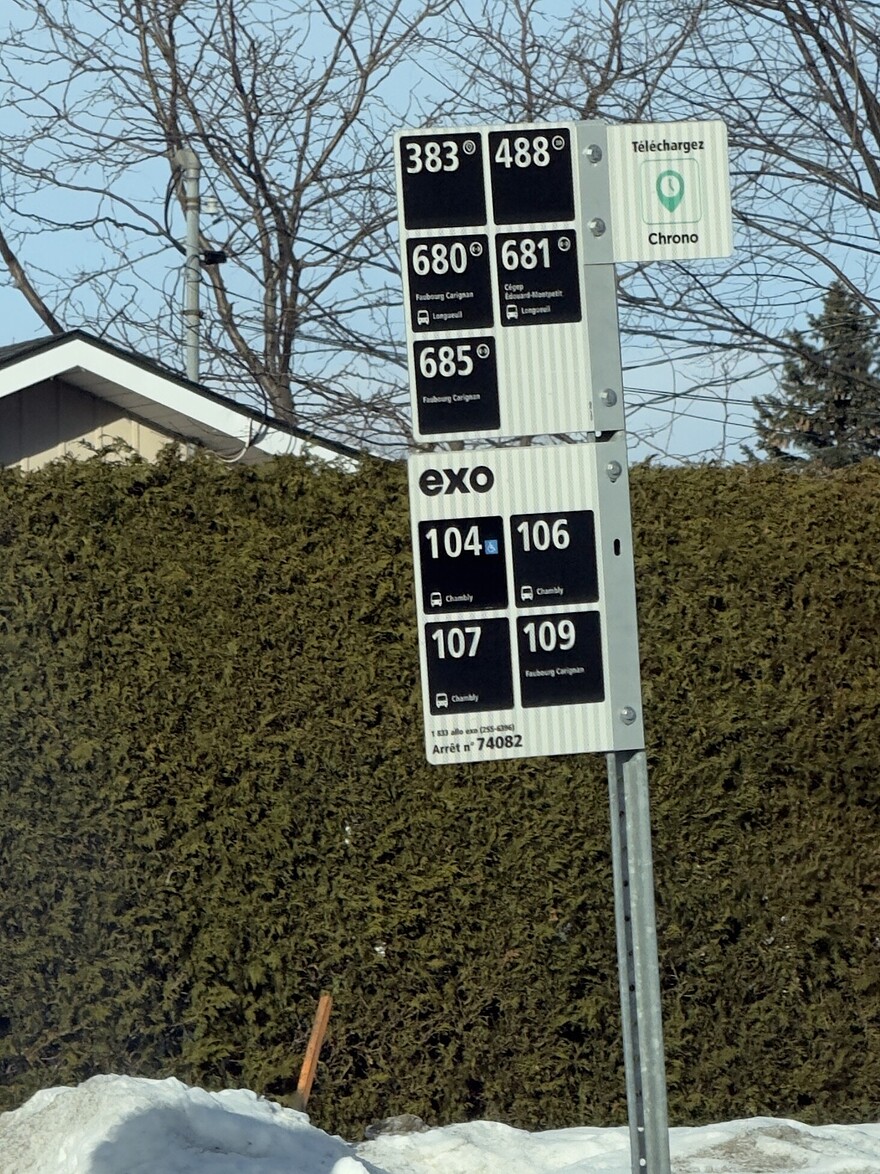 383
488
Téléchargez
Chrono
680
Faubourg Carignan
Longueuil
681
Cégep
Édouard-Montpetit
Longueuil
685
Faubourg Carignan
exo
104
Chambly
106
Chambly
107
Chambly
109
Faubourg Carignan
1 833 allo exo (255-6396)
Arrêt n° 74082